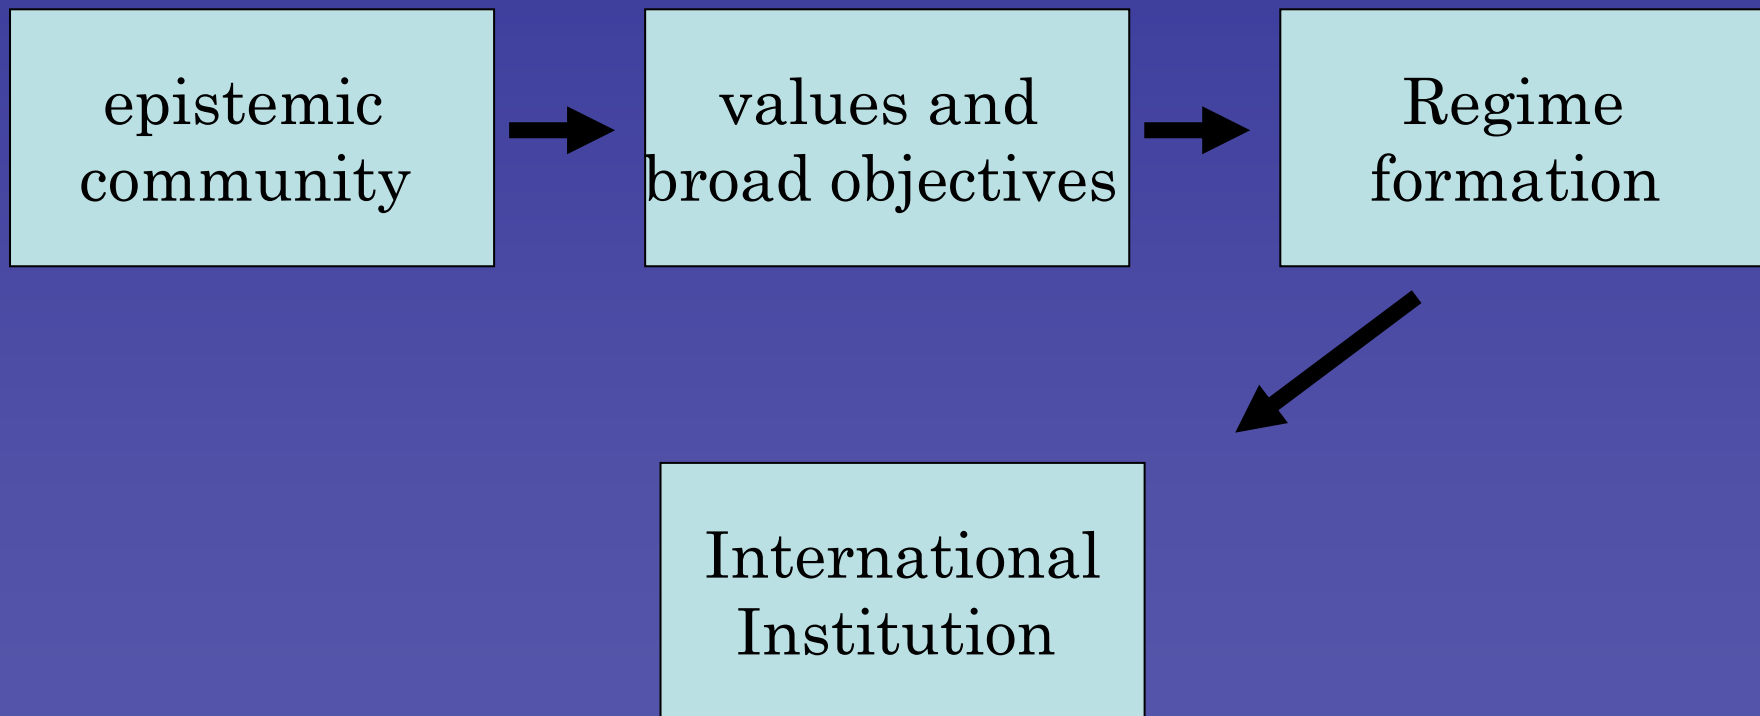 epistemic
community
values and
broad objectives
Regime
formation
International
Institution